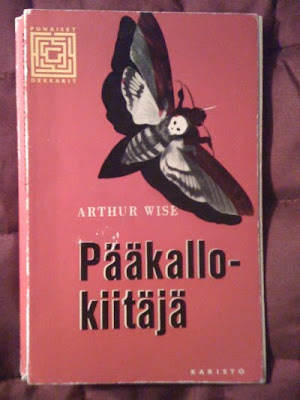 PUNAISET
DEKKARIT
ARTHUR WISE
Pääkallo-
kiitäjä
KARISTO